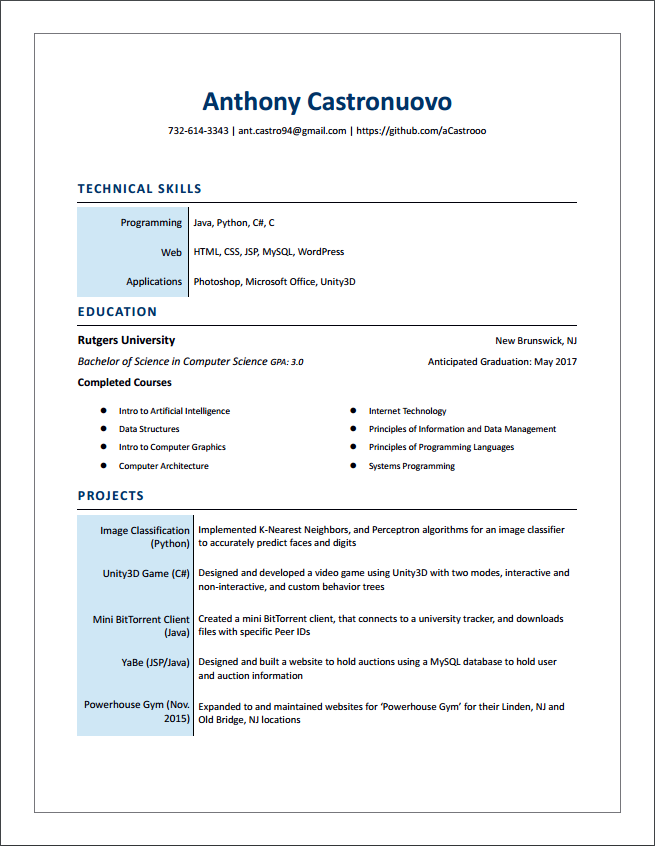 Anthony Castronuovo
732-614-3343 | ant.castro94@gmail.com | https://github.com/aCastrooo
TECHNICAL SKILLS
Programming Java, Python, C#, C
Web HTML, CSS, JSP, MySQL, WordPress
Applications Photoshop, Microsoft Office, Unity3D
EDUCATION
Rutgers University New Brunswick, NJ
Bachelor of Science in Computer Science GPA: 3.0 Anticipated Graduation: May 2017
Completed Courses
● Intro to Artificial Intelligence
● Data Structures
● Intro to Computer Graphics
● Computer Architecture
● Internet Technology
● Principles of Information and Data Management
● Principles of Programming Languages
● Systems Programming
PROJECTS
Image Classification
(Python)
Implemented K-Nearest Neighbors, and Perceptron algorithms for an image classifier
to accurately predict faces and digits
Unity3D Game (C#)
Designed and developed a video game using Unity3D with two modes, interactive and
non-interactive, and custom behavior trees
Mini BitTorrent Client
(Java)
Created a mini BitTorrent client, that connects to a university tracker, and downloads
files with specific Peer IDs
YaBe (JSP/Java)
Designed and built a website to hold auctions using a MySQL database to hold user
and auction information
Powerhouse Gym (Nov.
2015)
Expanded to and maintained websites for ‘Powerhouse Gym’ for their Linden, NJ and
Old Bridge, NJ locations